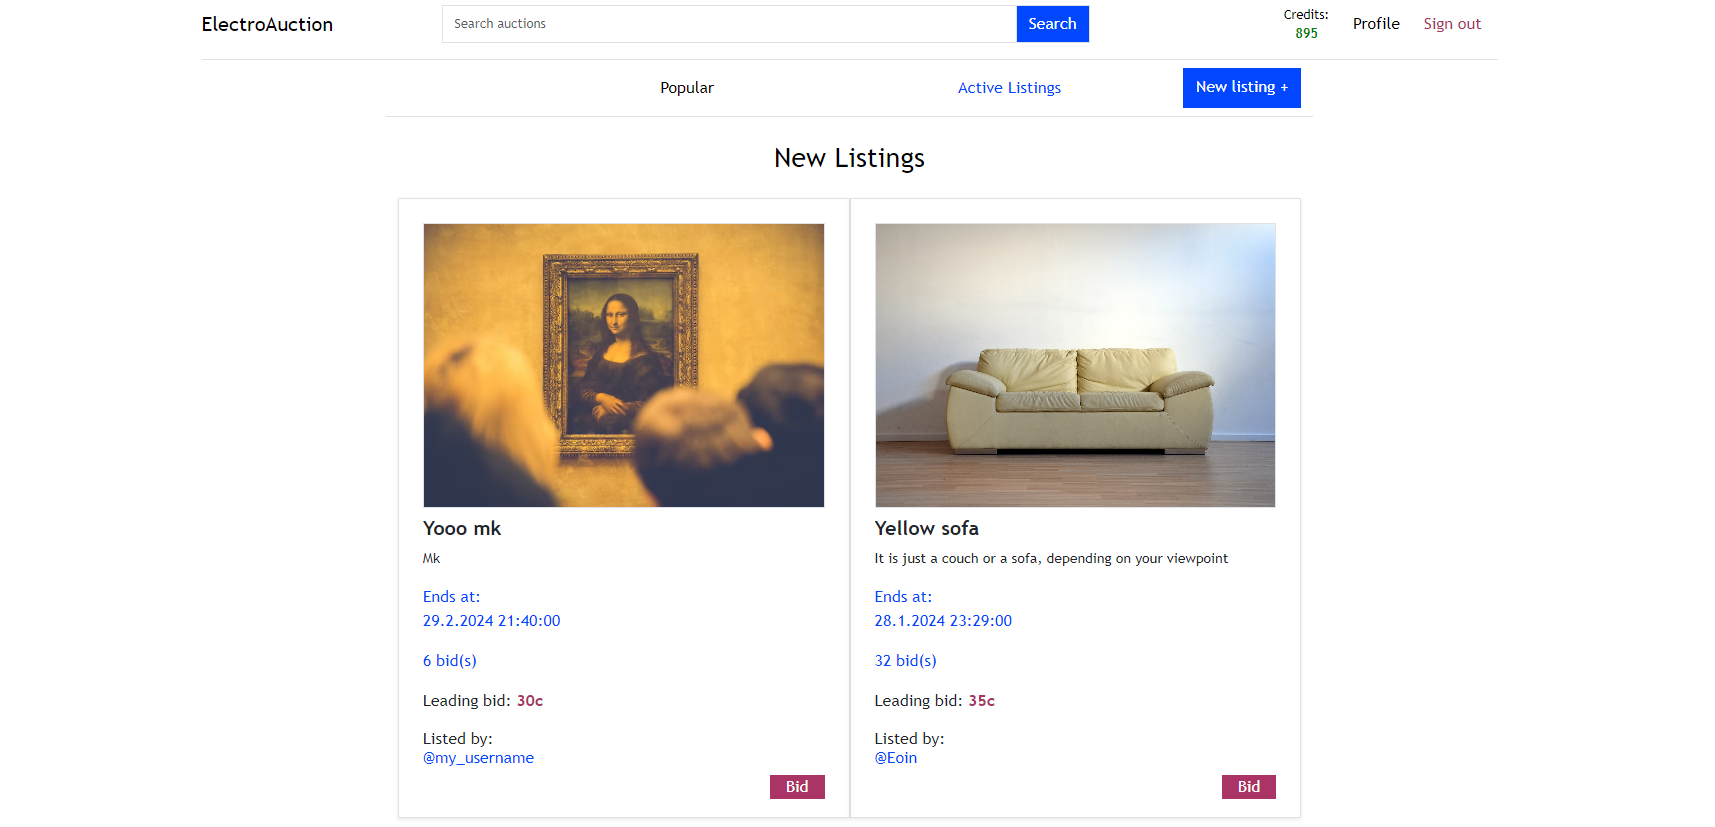 ElectroAuction
Search auctions
Search
Credits:
895
Profile
Sign out
Popular
Active Listings
New listing +
New Listings
Yooo mk
Mk
Ends at:
29.2.2024 21:40:00
6 bid(s)
Leading bid: 30c
Listed by:
@my_username
Bid
Yellow sofa
It is just a couch or a sofa, depending on your viewpoint
Ends at:
28.1.2024 23:29:00
32 bid(s)
Leading bid: 35c
Listed by:
@Eoin
Bid